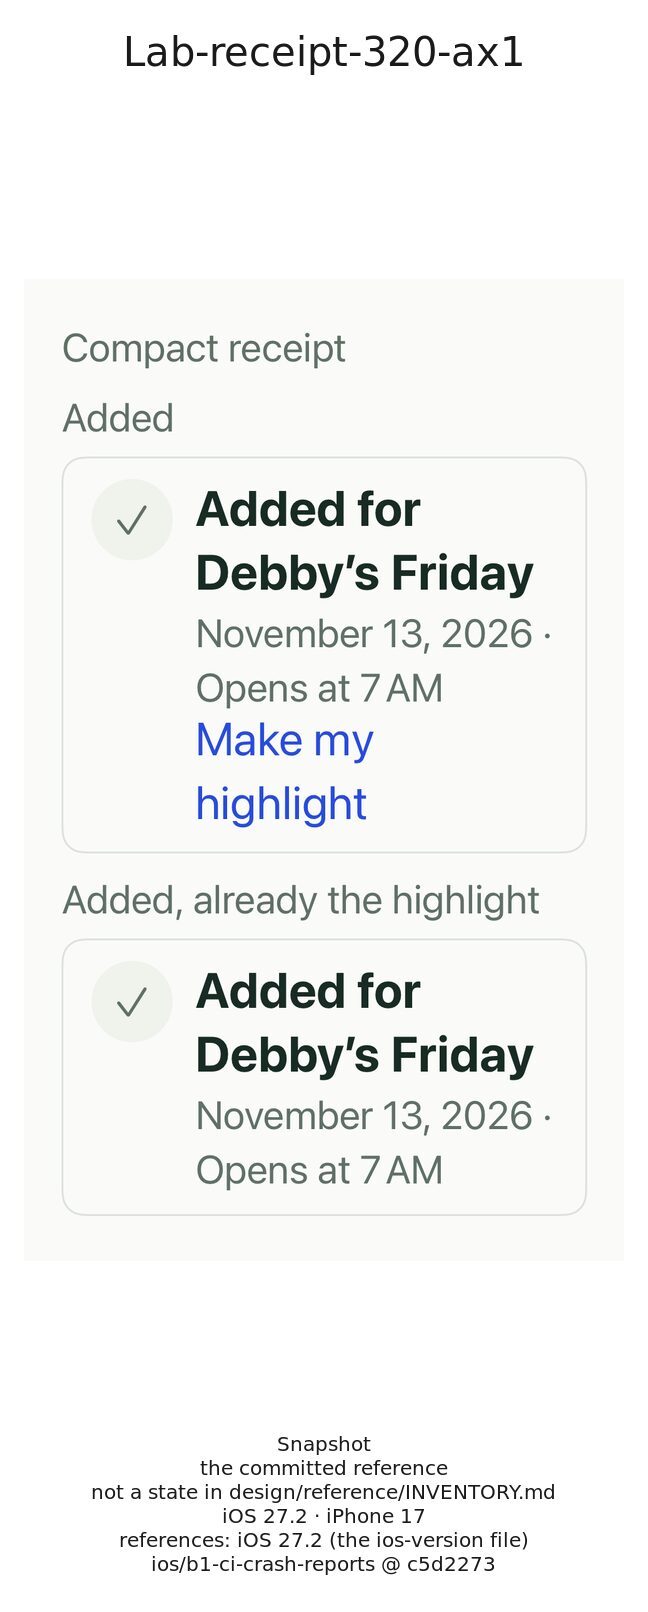 Lab-receipt-320-ax1
Compact receipt
Added
Added for
Debby’s Friday
November 13, 2026 ·
Opens at 7 AM
Make my
highlight
Added, already the highlight
Added for
Debby’s Friday
November 13, 2026 ·
Opens at 7 AM
Snapshot
the committed reference
not a state in design/reference/INVENTORY.md
iOS 27.2 · iPhone 17
references: iOS 27.2 (the ios-version file)
ios/b1-ci-crash-reports @ c5d2273